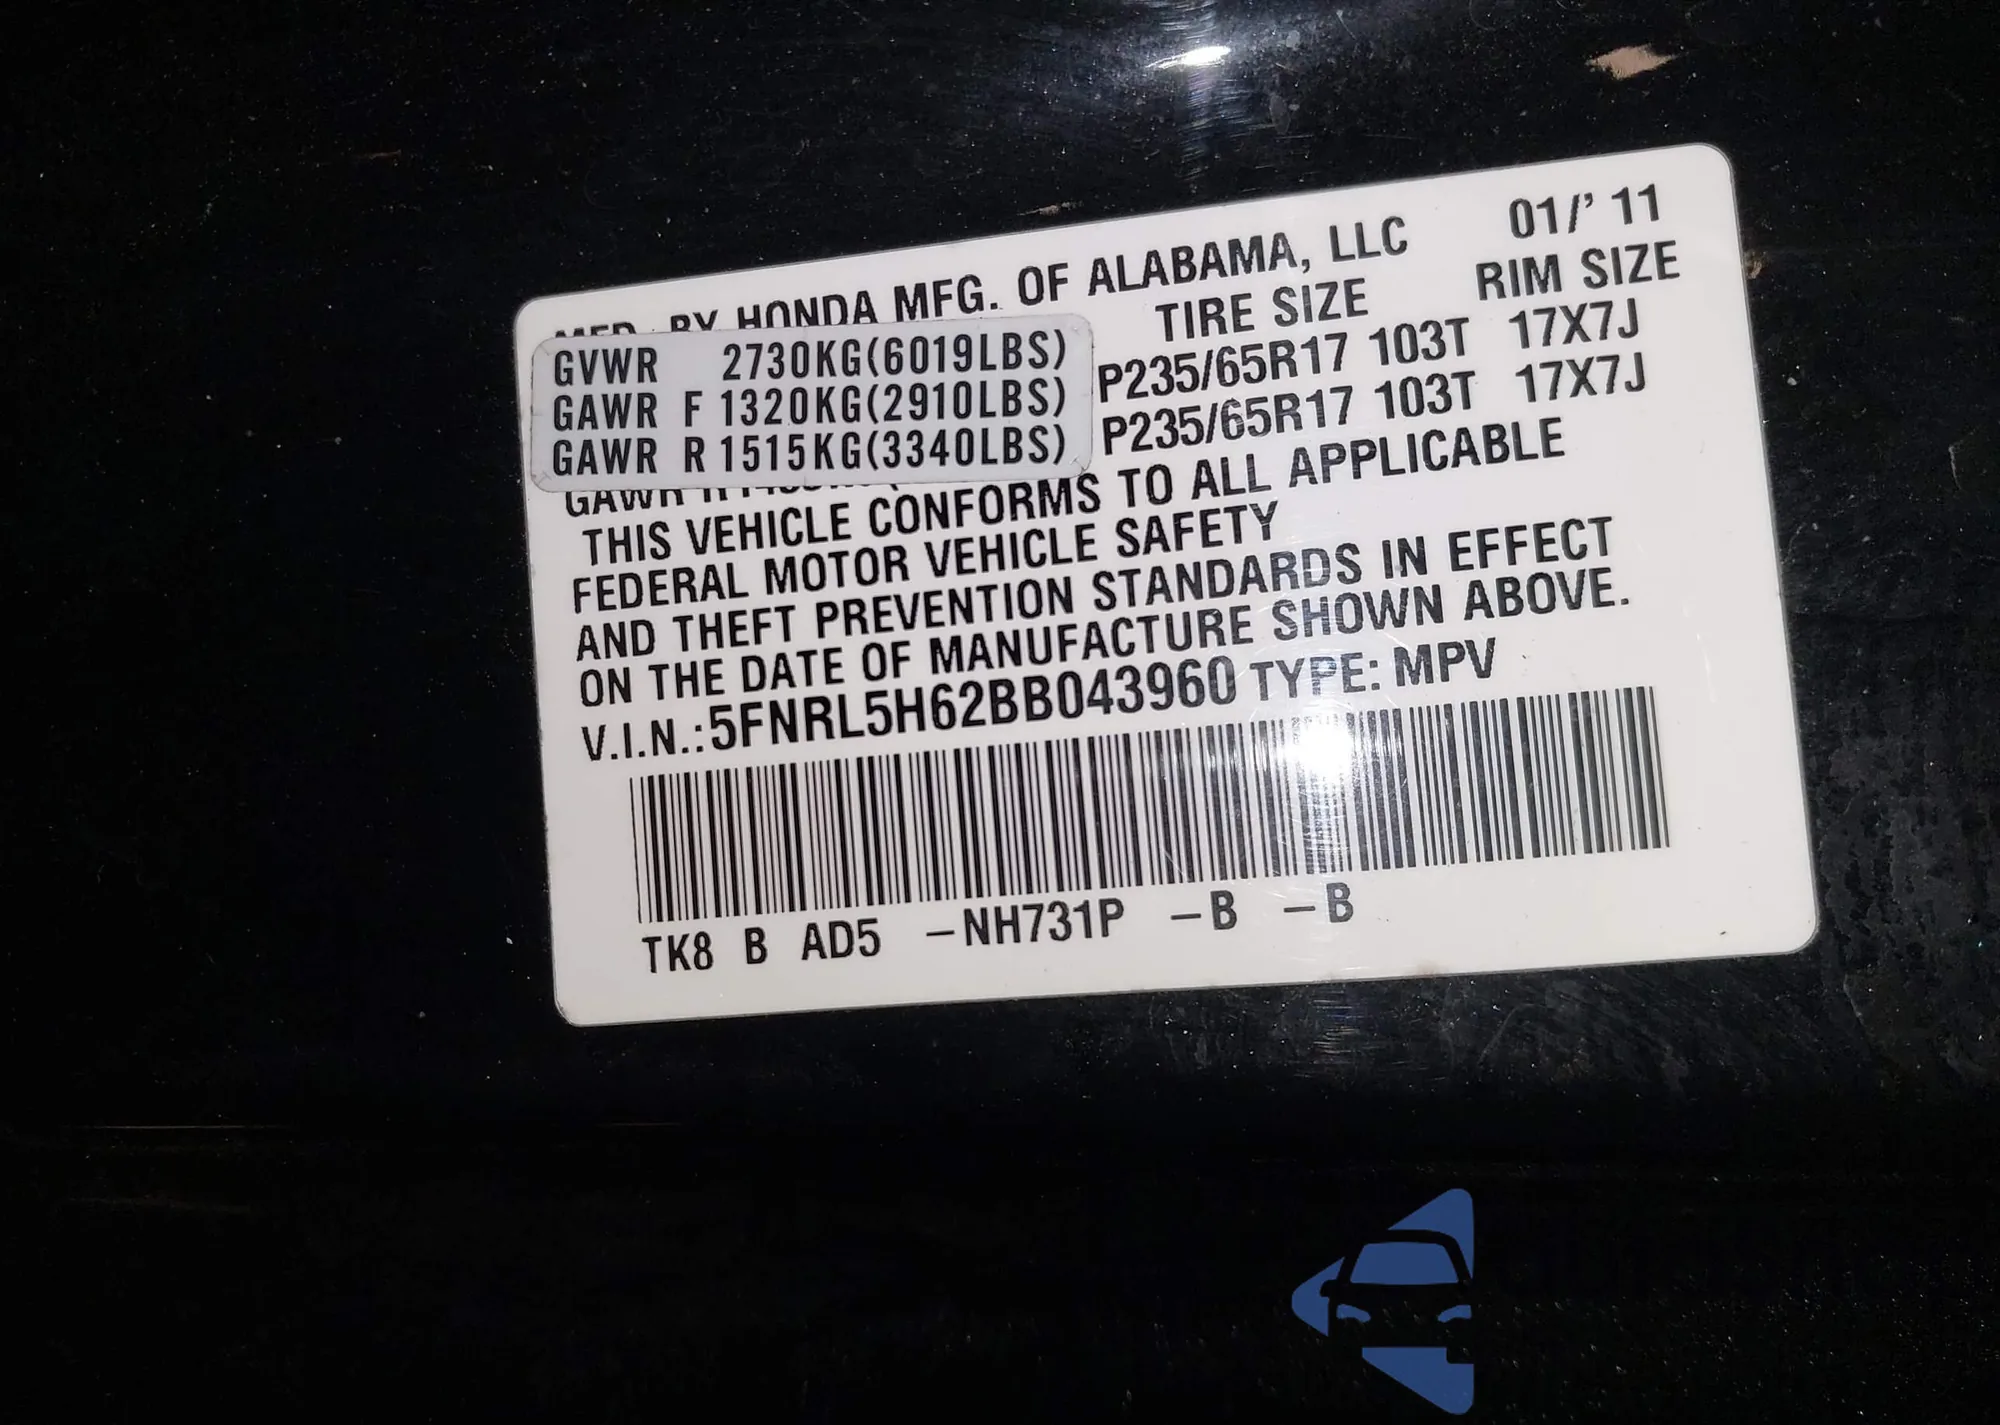 MFD. BY HONDA MFG. OF ALABAMA, LLC 01/'11
TIRE SIZE RIM SIZE
GVWR 2730KG(6019LBS)
GAWR F 1320KG(2910LBS) P235/65R17 103T 17X7J
GAWR R 1515KG(3340LBS) P235/65R17 103T 17X7J
GAWR R
THIS VEHICLE CONFORMS TO ALL APPLICABLE
FEDERAL MOTOR VEHICLE SAFETY
AND THEFT PREVENTION STANDARDS IN EFFECT
ON THE DATE OF MANUFACTURE SHOWN ABOVE.
V.I.N.:5FNRL5H62BB043960 TYPE: MPV
TK8 B AD5 -NH731P -B -B